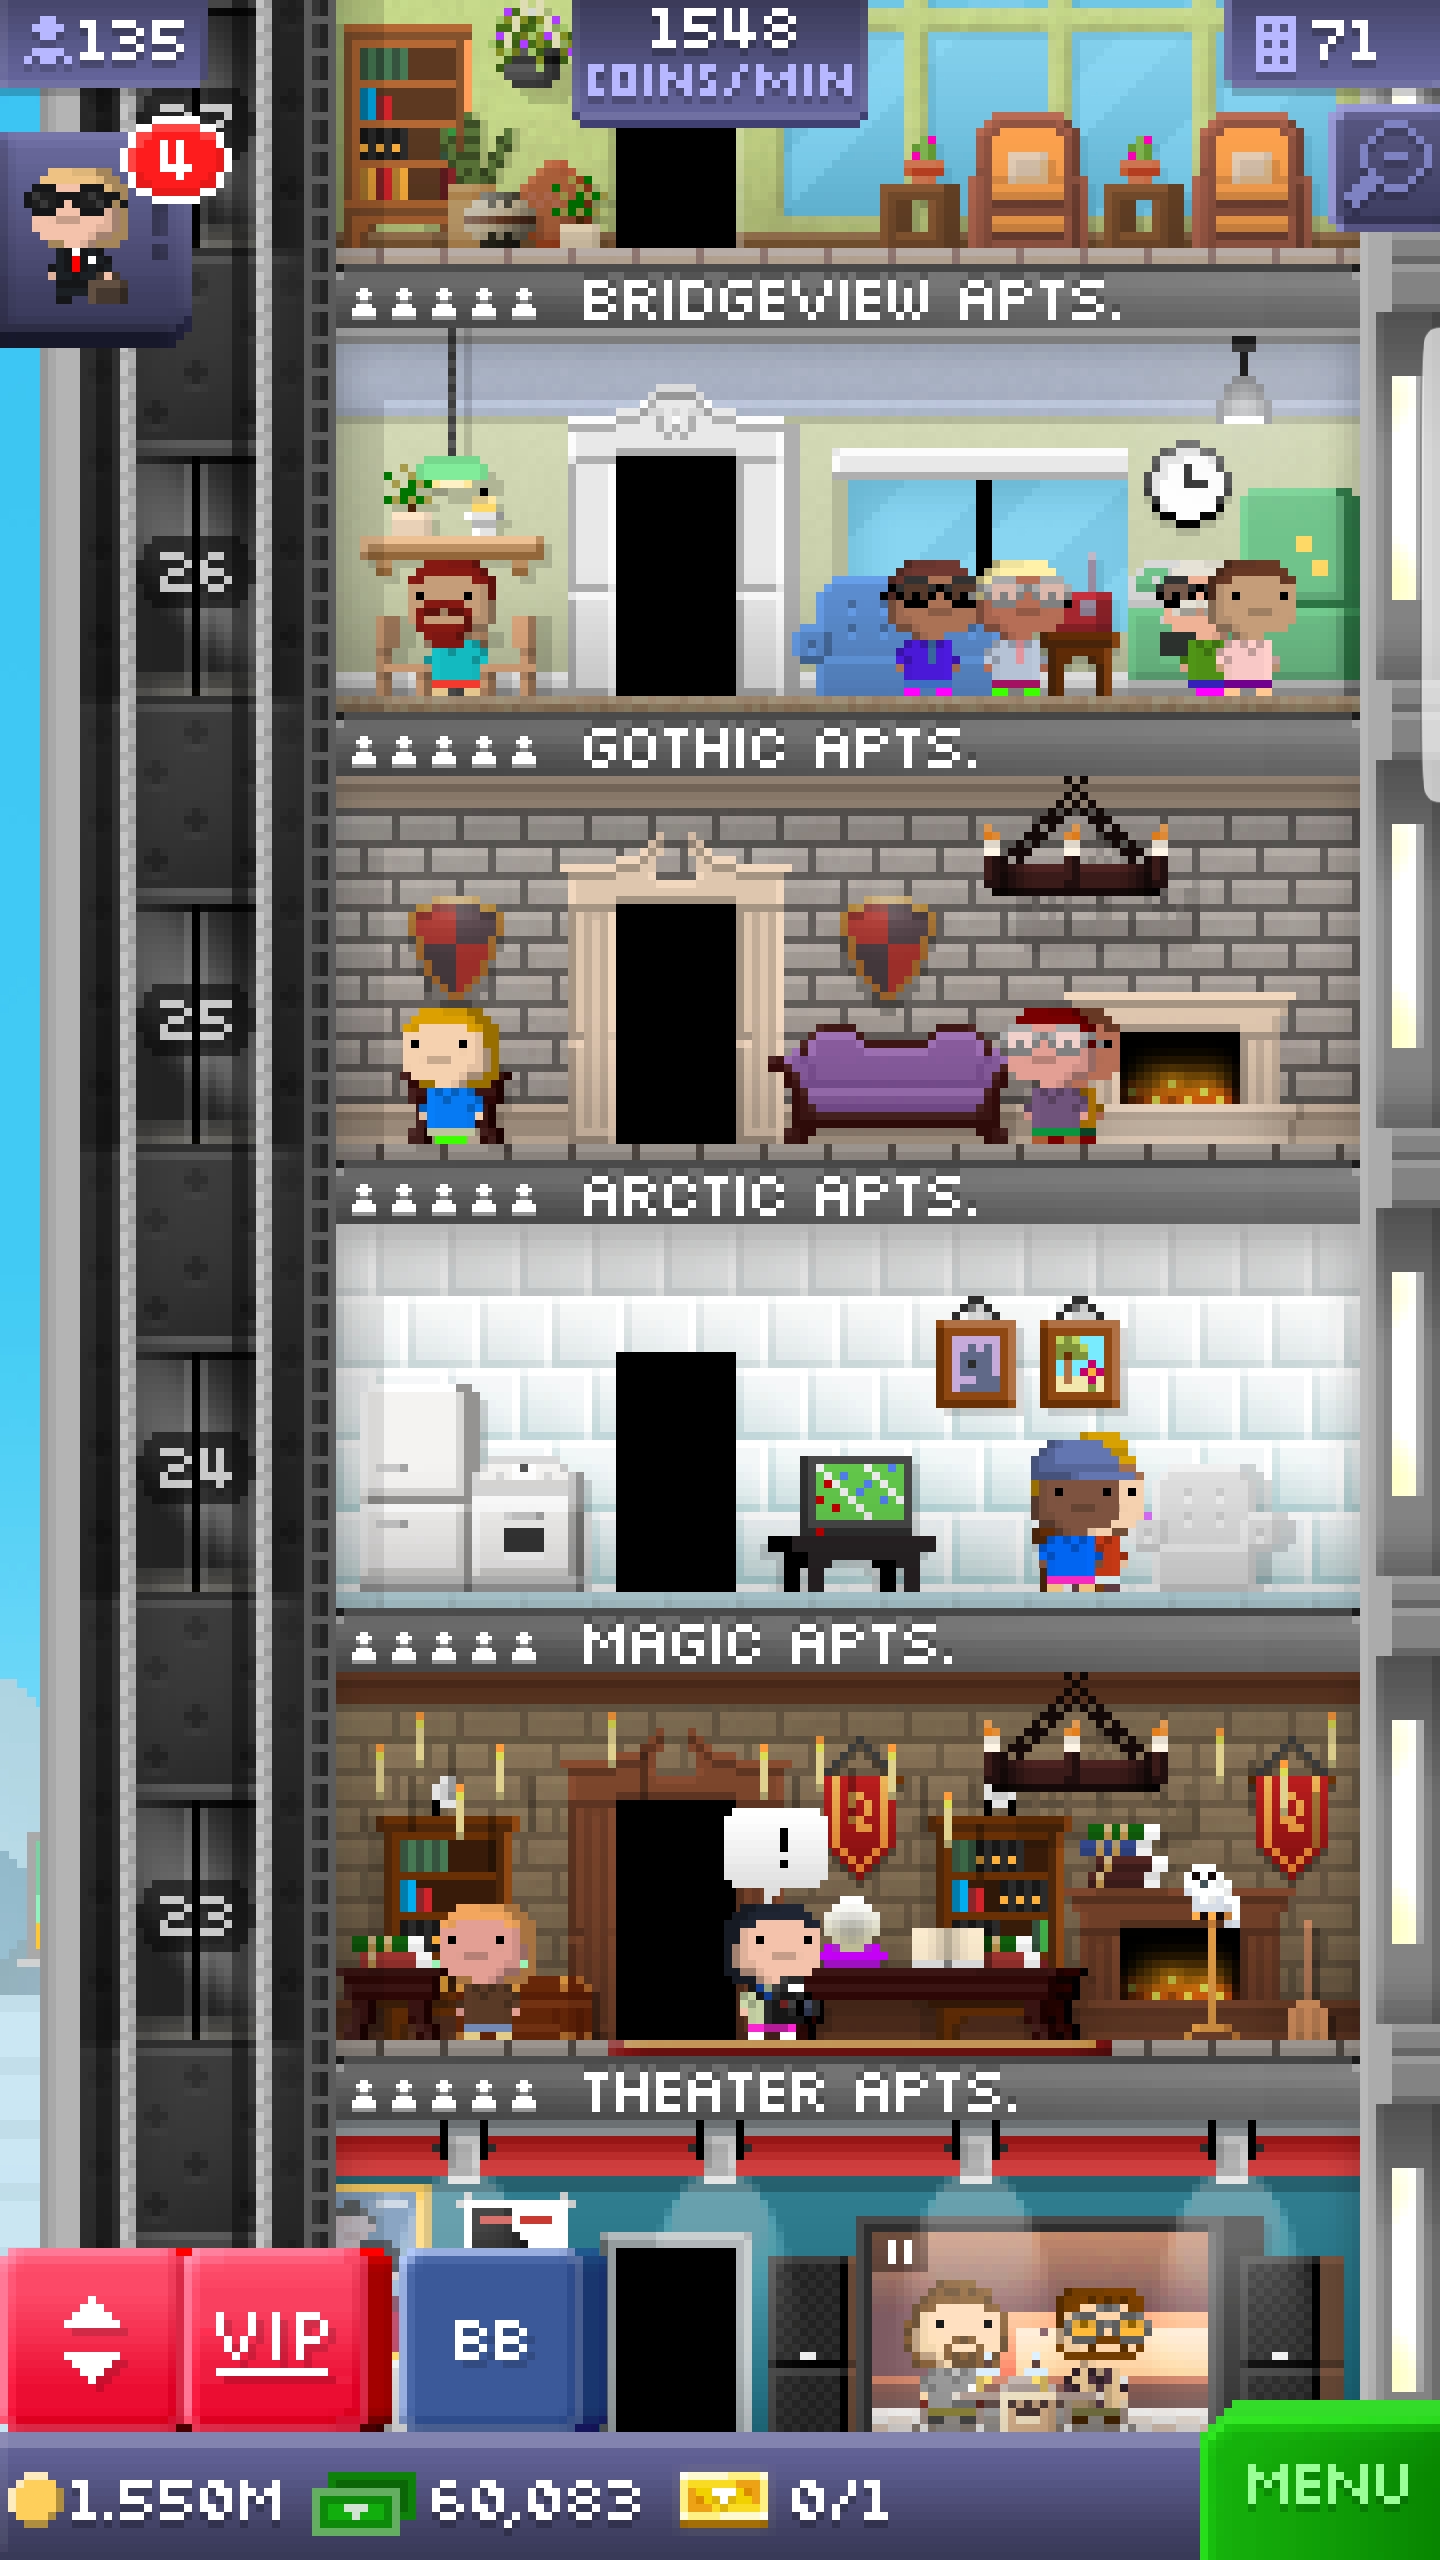 135
1548
COINS/MIN
71
4
BRIDGEVIEW APTS.
26
GOTHIC APTS.
25
ARCTIC APTS.
24
MAGIC APTS.
!
23
THEATER APTS.
VIP
BB
1.550M
60,083
0/1
MENU